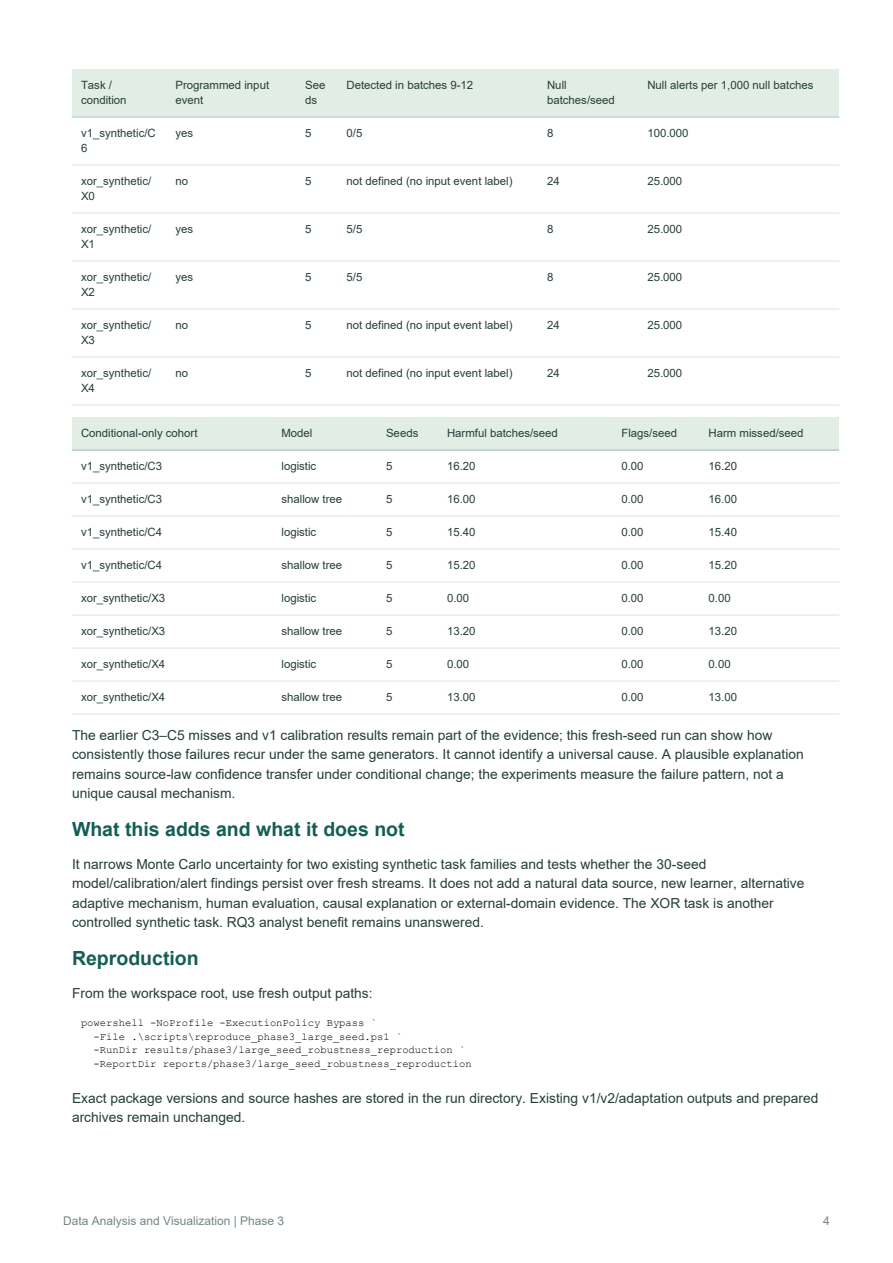 Task / condition	Programmed input event	Seeds	Detected in batches 9-12	Null batches/seed	Null alerts per 1,000 null batches
v1_synthetic/C6	yes	5	0/5	8	100.000
xor_synthetic/X0	no	5	not defined (no input event label)	24	25.000
xor_synthetic/X1	yes	5	5/5	8	25.000
xor_synthetic/X2	yes	5	5/5	8	25.000
xor_synthetic/X3	no	5	not defined (no input event label)	24	25.000
xor_synthetic/X4	no	5	not defined (no input event label)	24	25.000
Conditional-only cohort	Model	Seeds	Harmful batches/seed	Flags/seed	Harm missed/seed
v1_synthetic/C3	logistic	5	16.20	0.00	16.20
v1_synthetic/C3	shallow tree	5	16.00	0.00	16.00
v1_synthetic/C4	logistic	5	15.40	0.00	15.40
v1_synthetic/C4	shallow tree	5	15.20	0.00	15.20
xor_synthetic/X3	logistic	5	0.00	0.00	0.00
xor_synthetic/X3	shallow tree	5	13.20	0.00	13.20
xor_synthetic/X4	logistic	5	0.00	0.00	0.00
xor_synthetic/X4	shallow tree	5	13.00	0.00	13.00
The earlier C3–C5 misses and v1 calibration results remain part of the evidence; this fresh-seed run can show how
consistently those failures recur under the same generators. It cannot identify a universal cause. A plausible explanation
remains source-law confidence transfer under conditional change; the experiments measure the failure pattern, not a
unique causal mechanism.
What this adds and what it does not
It narrows Monte Carlo uncertainty for two existing synthetic task families and tests whether the 30-seed
model/calibration/alert findings persist over fresh streams. It does not add a natural data source, new learner, alternative
adaptive mechanism, human evaluation, causal explanation or external-domain evidence. The XOR task is another
controlled synthetic task. RQ3 analyst benefit remains unanswered.
Reproduction
From the workspace root, use fresh output paths:
powershell -NoProfile -ExecutionPolicy Bypass `
-File .\scripts\reproduce_phase3_large_seed.ps1 `
-RunDir results/phase3/large_seed_robustness_reproduction `
-ReportDir reports/phase3/large_seed_robustness_reproduction
Exact package versions and source hashes are stored in the run directory. Existing v1/v2/adaptation outputs and prepared
archives remain unchanged.
Data Analysis and Visualization | Phase 3	4